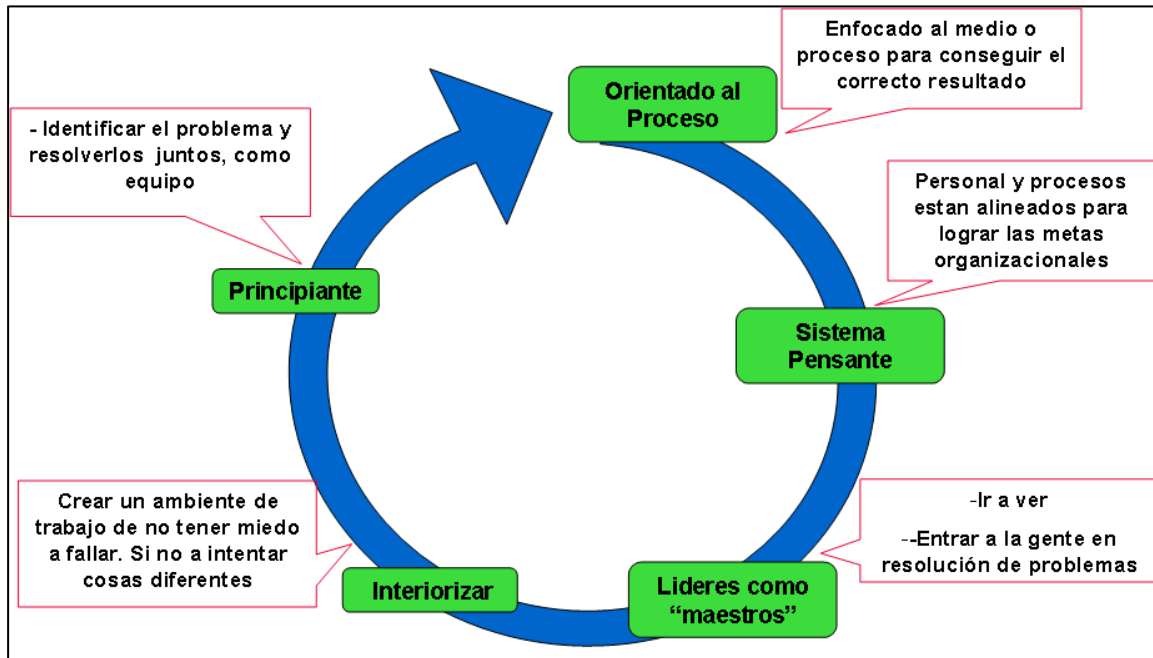 Orientado al
Proceso
Enfocado al medio o
proceso para conseguir el
correcto resultado
Sistema
Pensante
Personal y procesos
estan alineados para
lograr las metas
organizacionales
Lideres como
“maestros”
-Ir a ver
--Entrar a la gente en
resolución de problemas
Interiorizar
Crear un ambiente de
trabajo de no tener miedo
a fallar. Si no a intentar
cosas diferentes
Principiante
- Identificar el problema y
resolverlos juntos, como
equipo